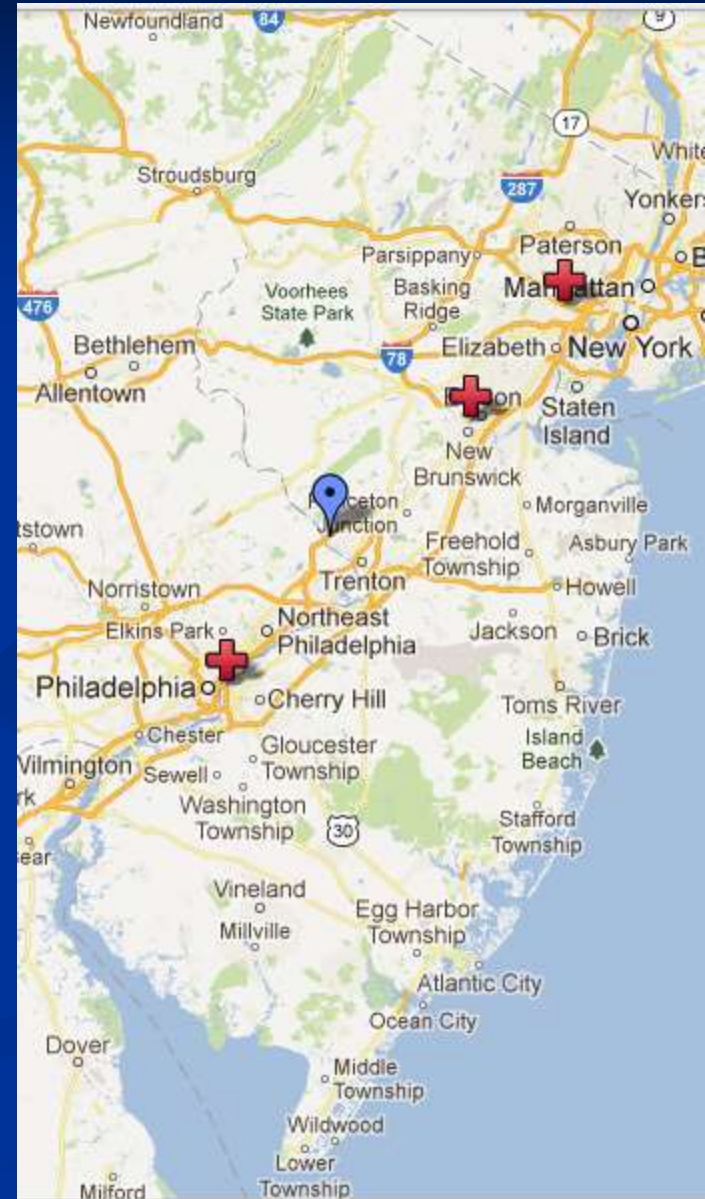 Newfoundland
84
9
17
White
Stroudsburg
287
Yonkers
Parsippany
Paterson
B
476
Voorhees
State Park
Basking
Ridge
Bethlehem
78
Elizabeth
New York
Allentown
Staten
Island
New
Brunswick
Junction
Morganville
tstown
Freehold
Township
Asbury Park
Trenton
Norristown
Howell
Elkins Park
Northeast
Philadelphia
Jackson
Brick
Philadelphia
Cherry Hill
Toms River
Chester
Gloucester
Township
Island
Beach
Wilmington
rk
Sewell
Washington
Township
30
Stafford
Township
ear
Vineland
Egg Harbor
Township
Millville
Atlantic City
Ocean City
Dover
Middle
Township
Wildwood
Lower
Township
Milford